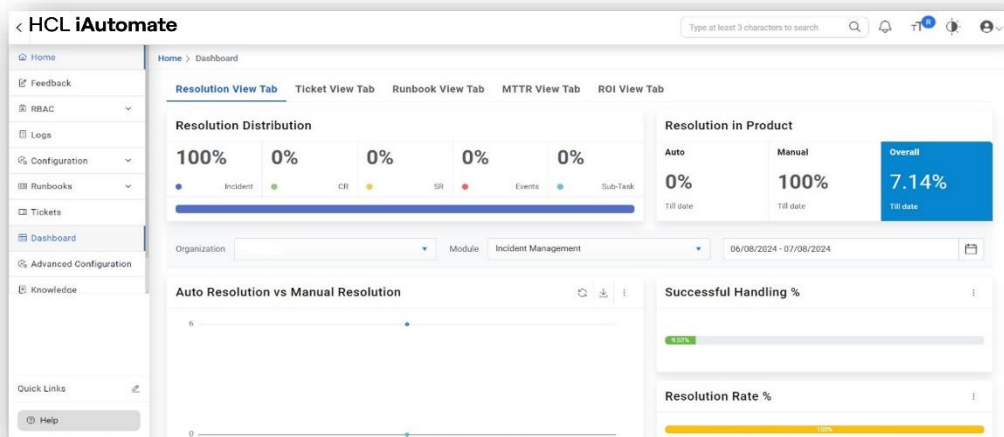 < HCL iAutomate
Type at least 3 characters to search
R
Home
Feedback
RBAC
Logs
Configuration
Runbooks
Tickets
Dashboard
Advanced Configuration
Knowledge
Quick Links
Help
Home > Dashboard
Resolution View Tab Ticket View Tab Runbook View Tab MTTR View Tab ROI View Tab
Resolution Distribution
100% 0% 0% 0% 0%
Incident CR SR Events Sub-Task
Resolution in Product
Auto Manual Overall
0% 100% 7.14%
Till date Till date Till date
Organization Module Incident Management 06/08/2024 - 07/08/2024
Auto Resolution vs Manual Resolution
6
0
Successful Handling %
Resolution Rate %
100%